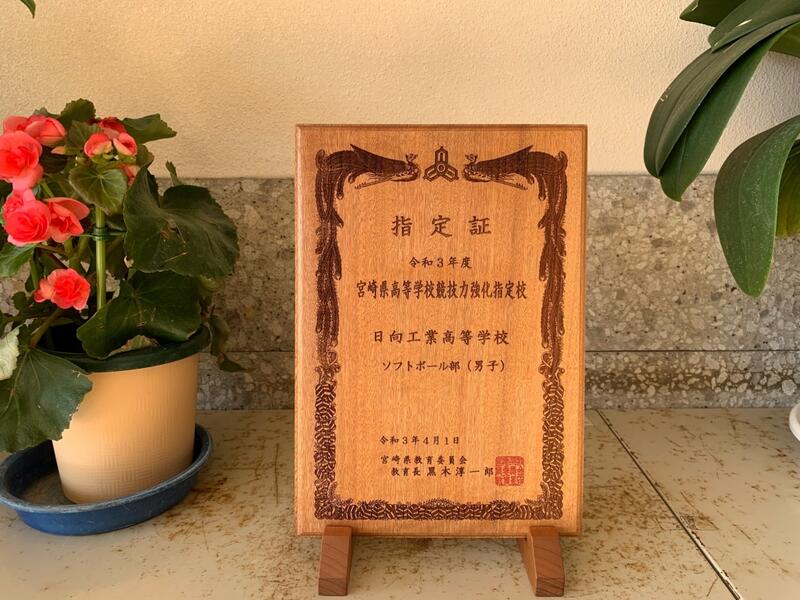 指定証
令和3年度
宮崎県高等学校競技力強化指定校
日向工業高等学校
ソフトボール部（男子）
令和3年4月1日
宮崎県教育委員会
教育長 黒木淳一郎